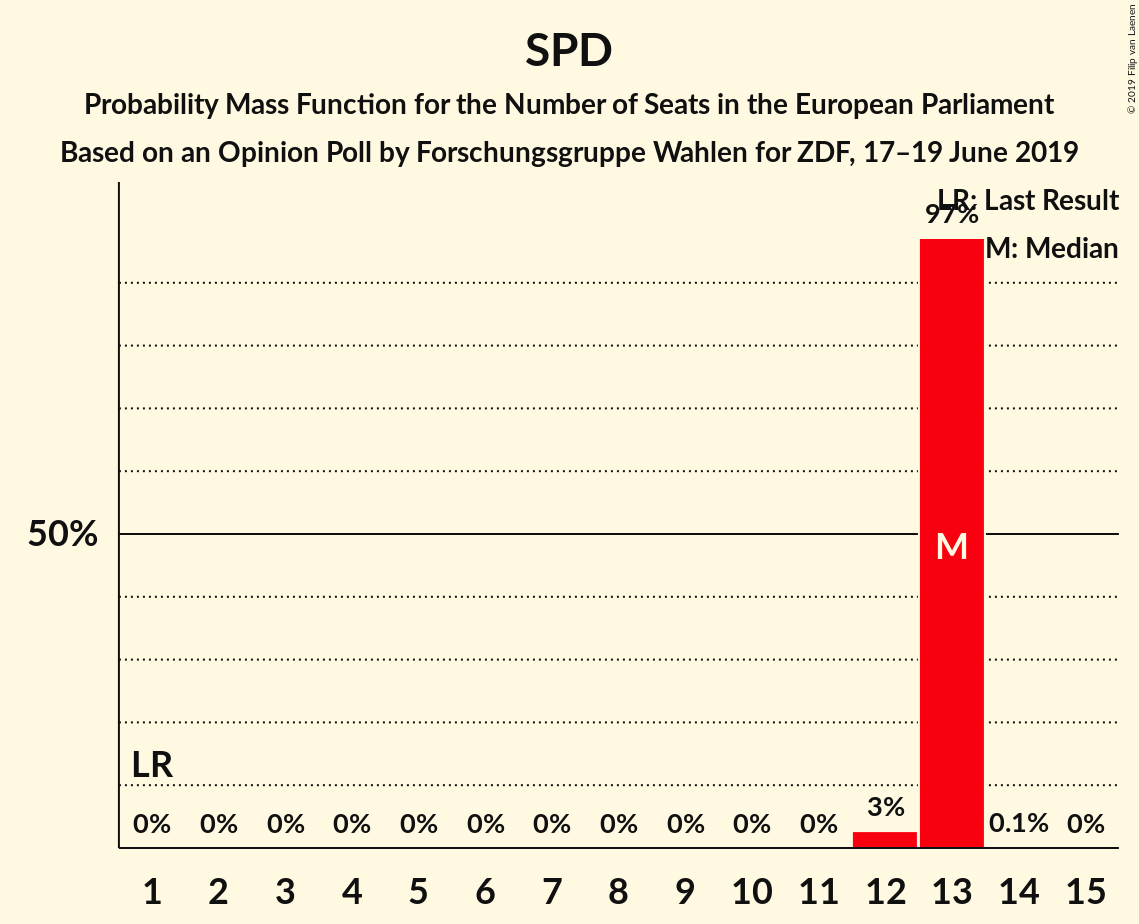 SPD
Probability Mass Function for the Number of Seats in the European Parliament
Based on an Opinion Poll by Forschungsgruppe Wahlen for ZDF, 17–19 June 2019
© 2019 Filip van Laenen
LR: Last Result
M: Median
97%
50%
M
LR
0% 0% 0% 0% 0% 0% 0% 0% 0% 0% 0% 3% 0.1% 0%
1 2 3 4 5 6 7 8 9 10 11 12 13 14 15